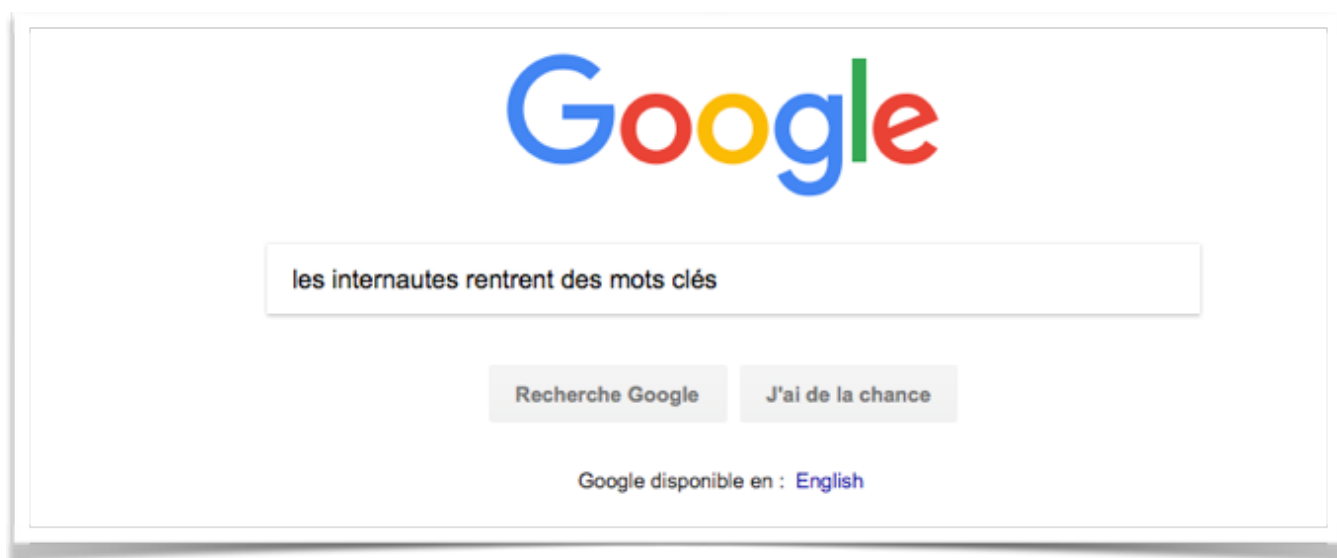 Google
les internautes rentrent des mots clés
Recherche Google J'ai de la chance
Google disponible en : English